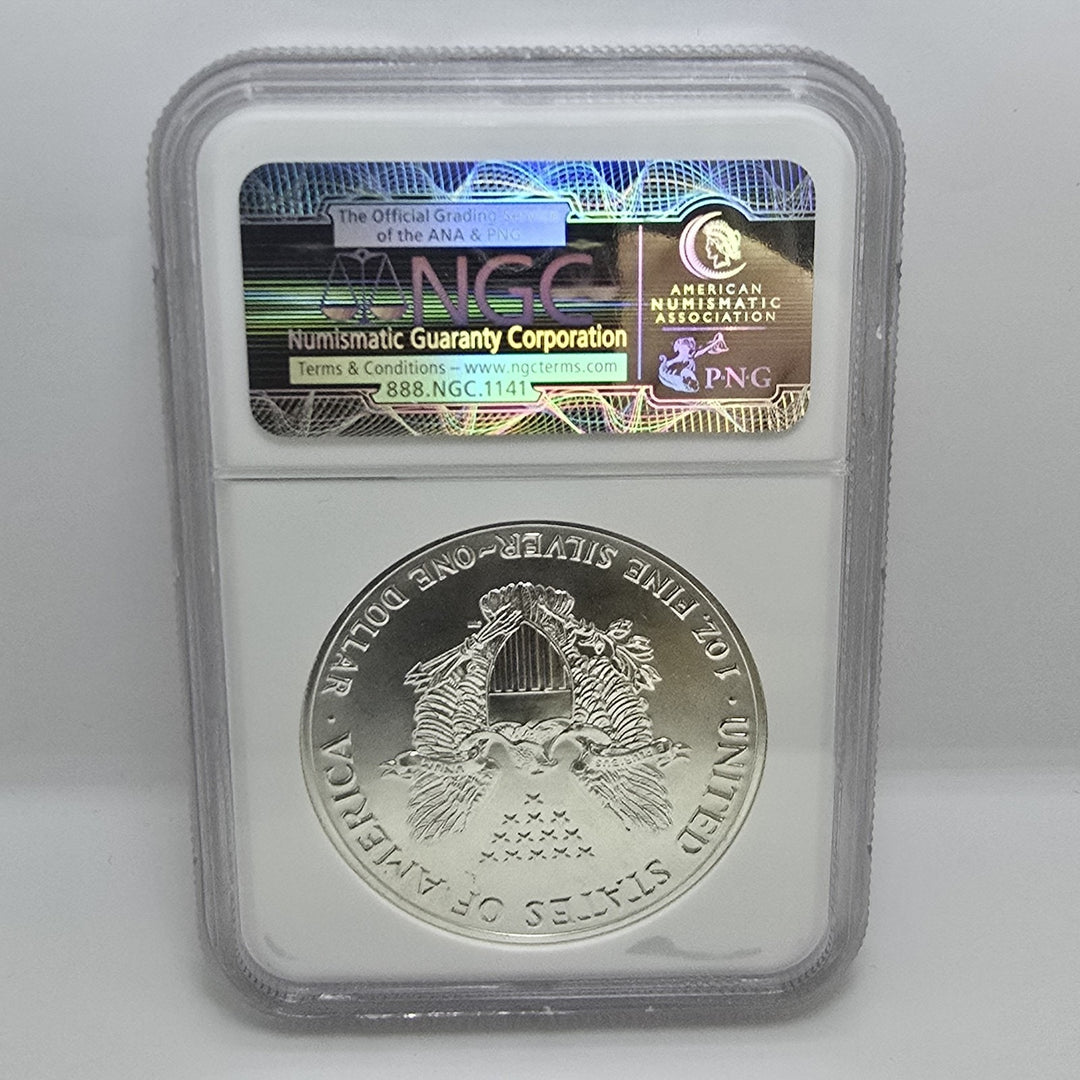 The Official Grading Service
of the ANA & PNG
NGC
Numismatic Guaranty Corporation
Terms & Conditions – www.ngcterms.com
888.NGC.1141
AMERICAN
NUMISMATIC
ASSOCIATION
P·N·G
UNITED STATES OF AMERICA
1 OZ. FINE SILVER~ONE DOLLAR